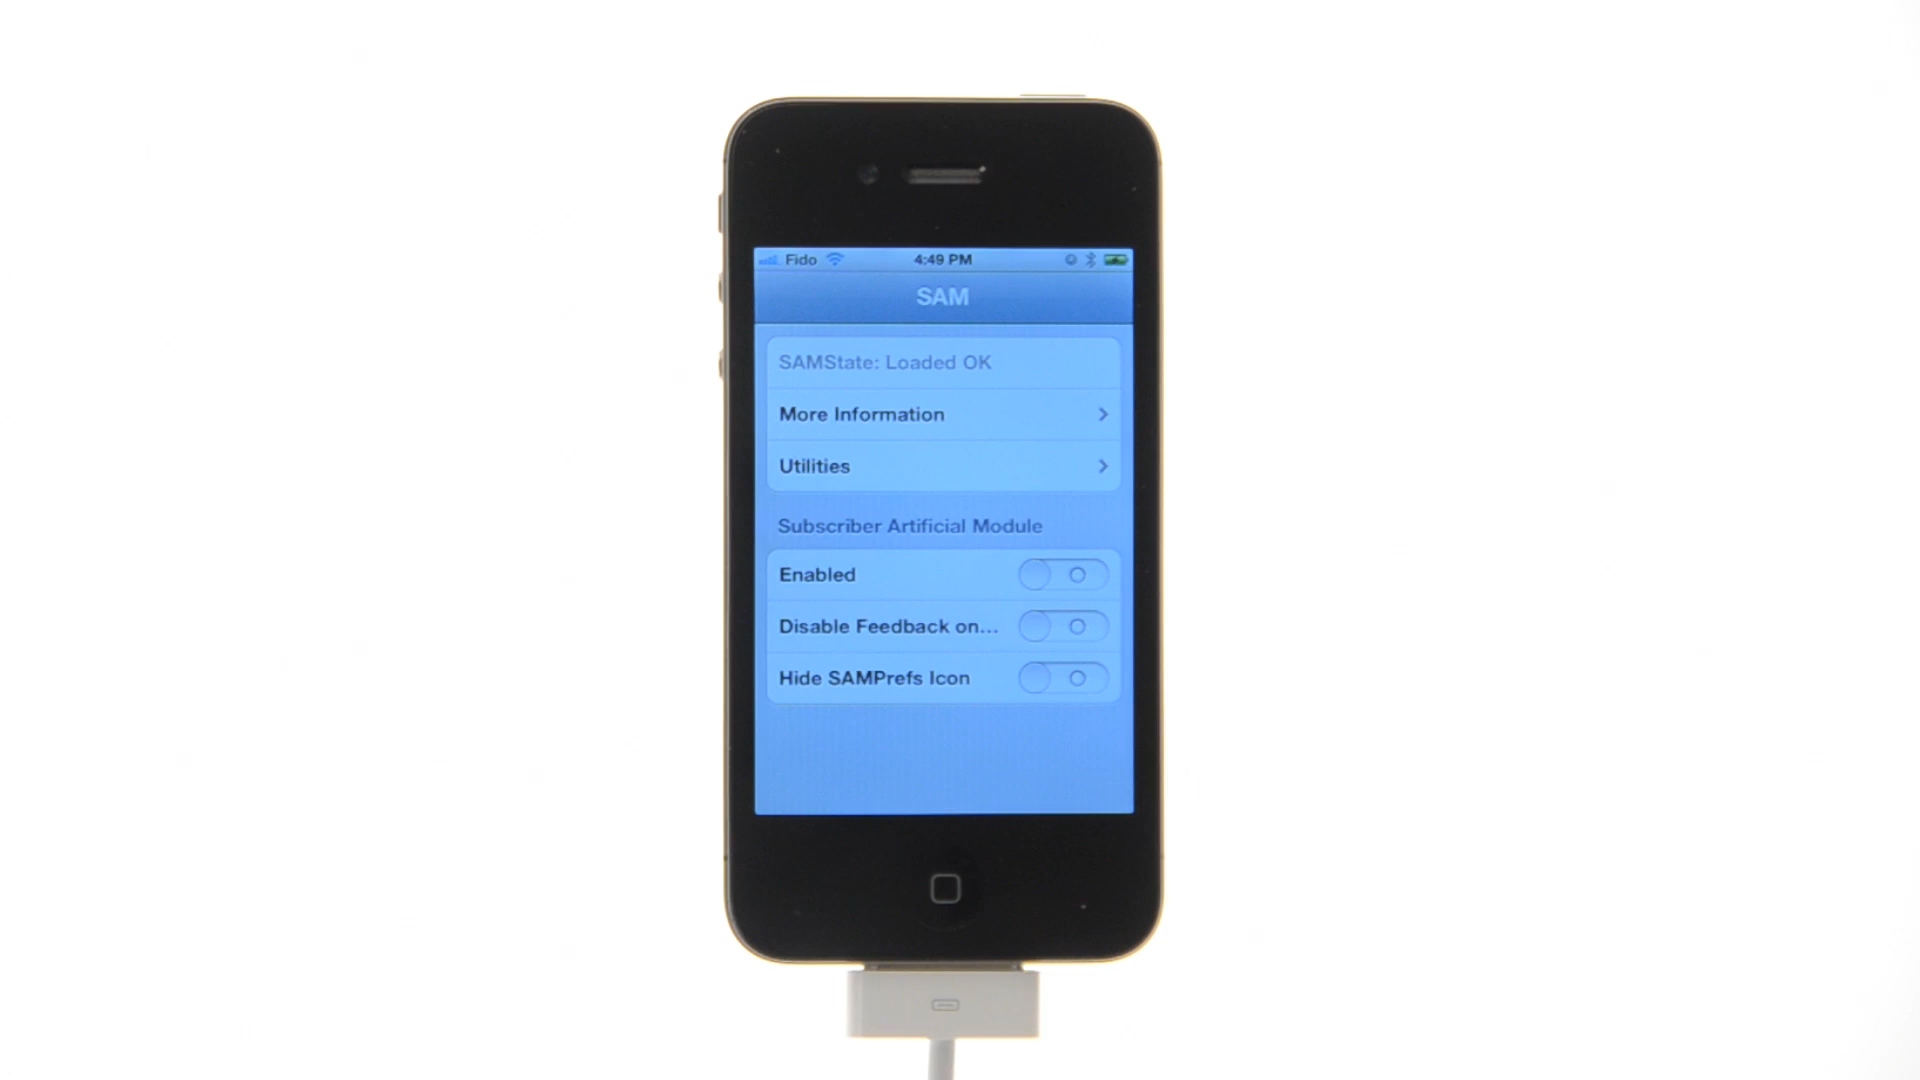 Fido 4:49 PM
SAM
SAMState: Loaded OK
More Information
Utilities
Subscriber Artificial Module
Enabled
Disable Feedback on...
Hide SAMPrefs Icon